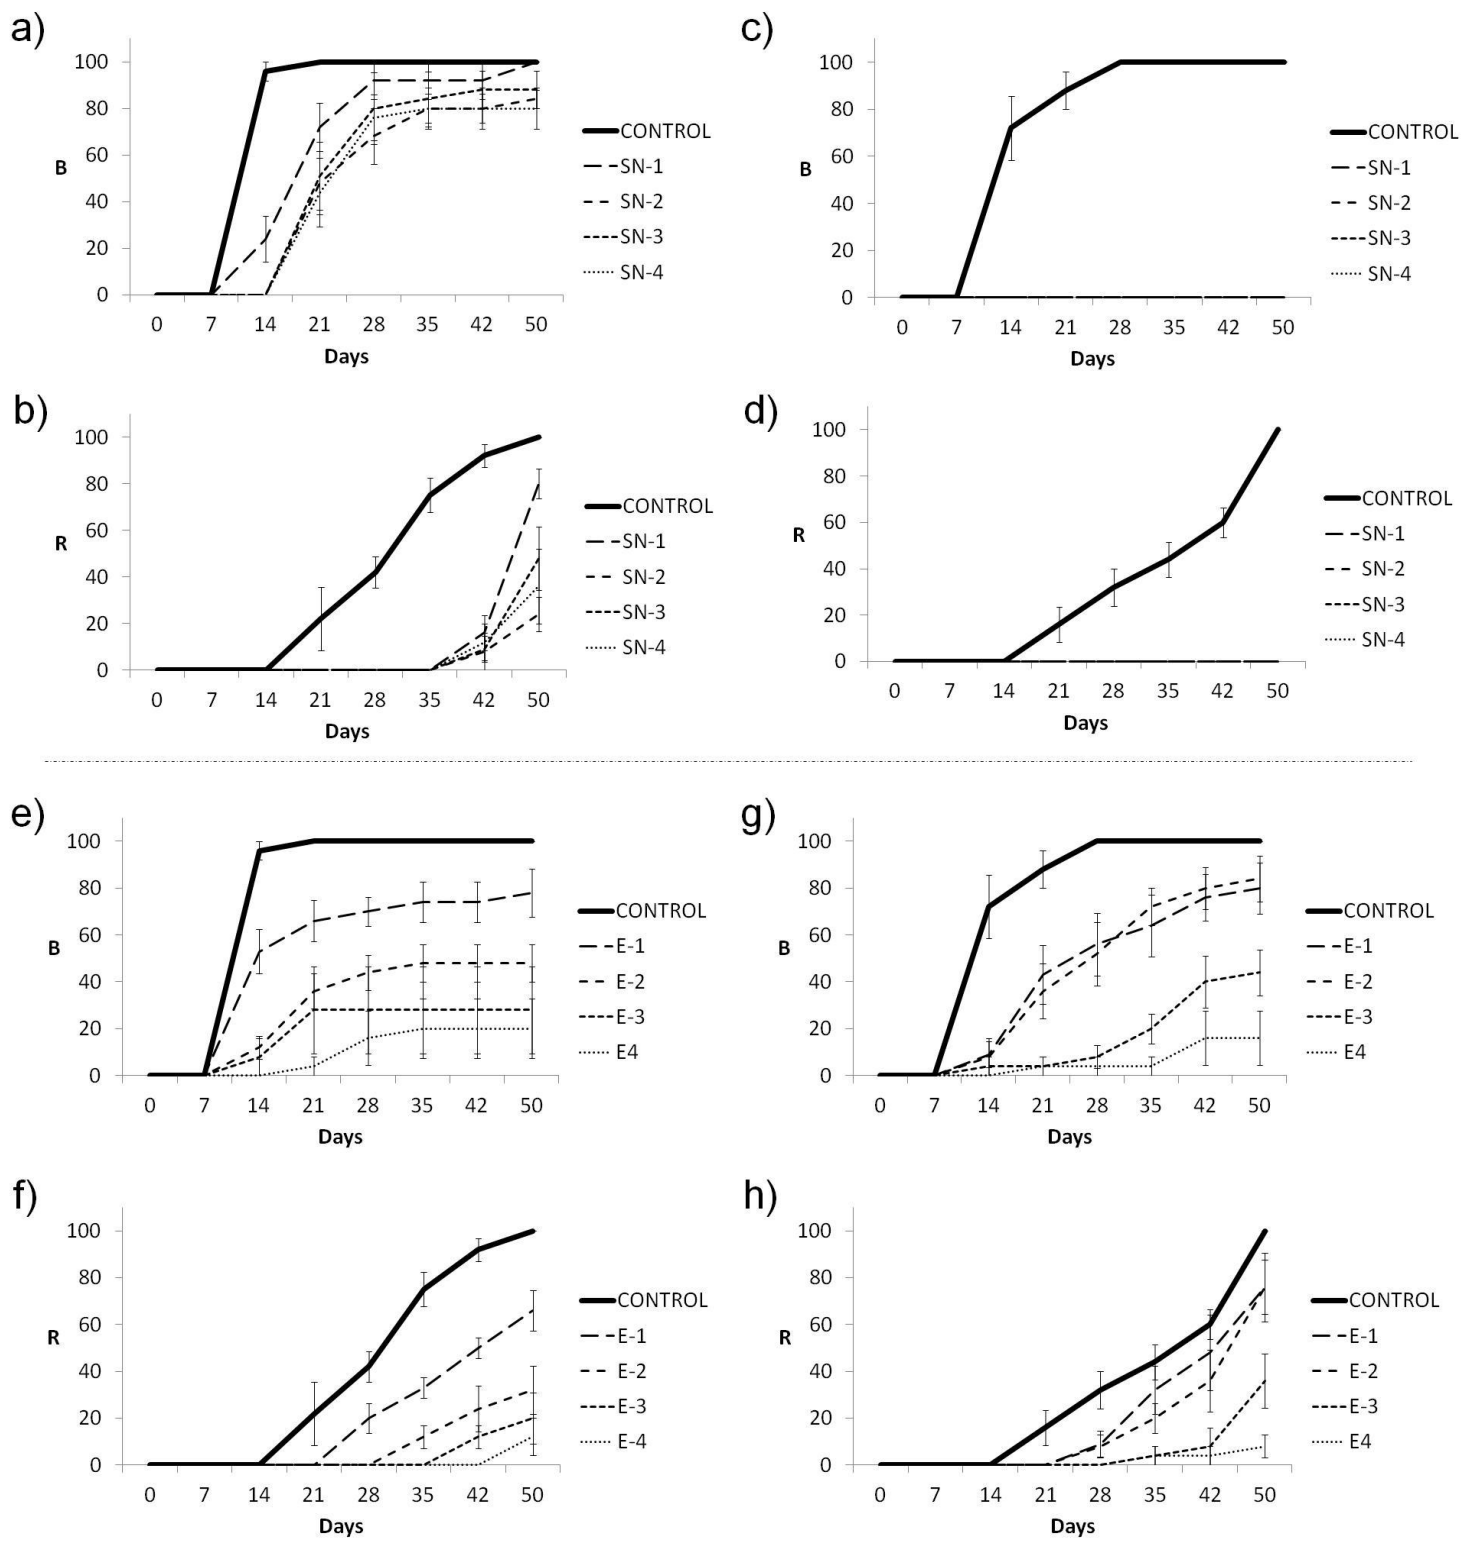 a)
100
80
60
40
20
0
B
0 7 14 21 28 35 42 50
Days
CONTROL
SN-1
SN-2
SN-3
SN-4
c)
100
80
60
40
20
0
B
0 7 14 21 28 35 42 50
Days
CONTROL
SN-1
SN-2
SN-3
SN-4
b)
100
80
60
40
20
0
R
0 7 14 21 28 35 42 50
Days
CONTROL
SN-1
SN-2
SN-3
SN-4
d)
100
80
60
40
20
0
R
0 7 14 21 28 35 42 50
Days
CONTROL
SN-1
SN-2
SN-3
SN-4
e)
100
80
60
40
20
0
B
0 7 14 21 28 35 42 50
Days
CONTROL
E-1
E-2
E-3
E4
g)
100
80
60
40
20
0
B
0 7 14 21 28 35 42 50
Days
CONTROL
E-1
E-2
E-3
E4
f)
100
80
60
40
20
0
R
0 7 14 21 28 35 42 50
Days
CONTROL
E-1
E-2
E-3
E-4
h)
100
80
60
40
20
0
R
0 7 14 21 28 35 42 50
Days
CONTROL
E-1
E-2
E-3
E4